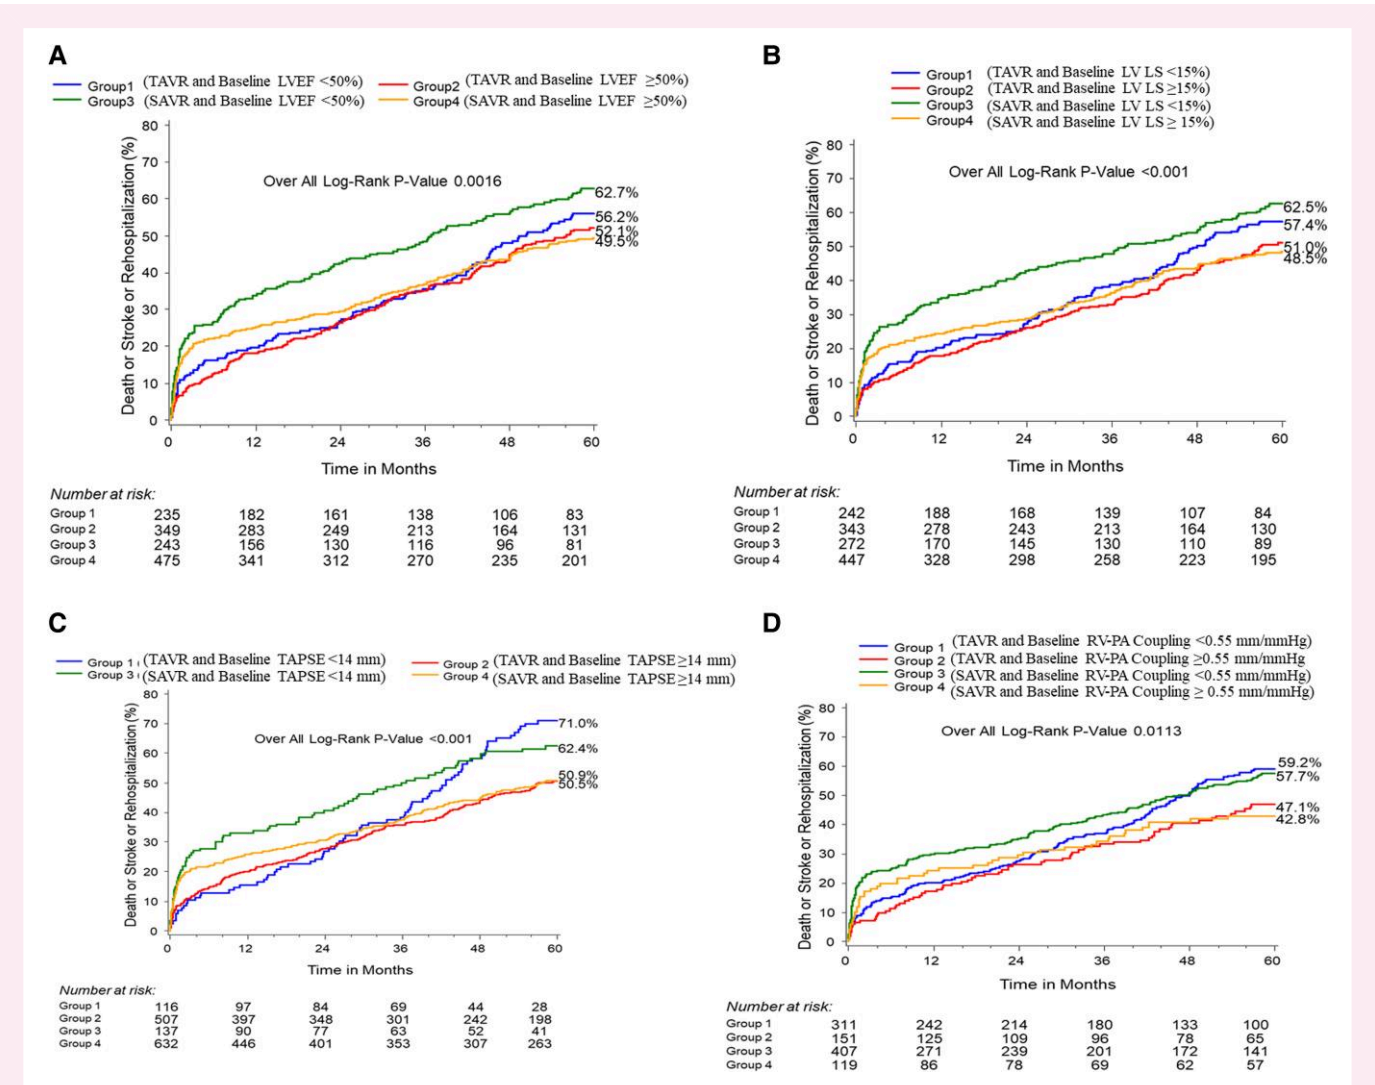 A
Group1 (TAVR and Baseline LVEF <50%) Group2 (TAVR and Baseline LVEF ≥50%)
Group3 (SAVR and Baseline LVEF <50%) Group4 (SAVR and Baseline LVEF ≥50%)
Death or Stroke or Rehospitalization (%)
80
70
60
50
40
30
20
10
0
Over All Log-Rank P-Value 0.0016
62.7%
56.2%
52.1%
49.5%
0 12 24 36 48 60
Time in Months
Number at risk:
Group 1 235 182 161 138 106 83
Group 2 349 283 249 213 164 131
Group 3 243 156 130 116 96 81
Group 4 475 341 312 270 235 201
B
Group1 (TAVR and Baseline LV LS <15%)
Group2 (TAVR and Baseline LV LS ≥15%)
Group3 (SAVR and Baseline LV LS <15%)
Group4 (SAVR and Baseline LV LS ≥ 15%)
Death or Stroke or Rehospitalization (%)
80
70
60
50
40
30
20
10
0
Over All Log-Rank P-Value <0.001
62.5%
57.4%
51.0%
48.5%
0 12 24 36 48 60
Time in Months
Number at risk:
Group 1 242 188 168 139 107 84
Group 2 343 278 243 213 164 130
Group 3 272 170 145 130 110 89
Group 4 447 328 298 258 223 195
C
Group 1 (TAVR and Baseline TAPSE <14 mm) Group 2 (TAVR and Baseline TAPSE ≥14 mm)
Group 3 (SAVR and Baseline TAPSE <14 mm) Group 4 (SAVR and Baseline TAPSE ≥14 mm)
Death or Stroke or Rehospitalization (%)
80
70
60
50
40
30
20
10
0
Over All Log-Rank P-Value <0.001
71.0%
62.4%
50.9%
50.5%
0 12 24 36 48 60
Time in Months
Number at risk:
Group 1 116 97 84 69 44 28
Group 2 507 397 348 301 242 198
Group 3 137 90 77 63 52 41
Group 4 632 446 401 353 307 263
D
Group 1 (TAVR and Baseline RV-PA Coupling <0.55 mm/mmHg)
Group 2 (TAVR and Baseline RV-PA Coupling ≥0.55 mm/mmHg
Group 3 (SAVR and Baseline RV-PA Coupling <0.55 mm/mmHg)
Group 4 (SAVR and Baseline RV-PA Coupling ≥ 0.55 mm/mmHg)
Death or Stroke or Rehospitalization (%)
80
70
60
50
40
30
20
10
0
Over All Log-Rank P-Value 0.0113
59.2%
57.7%
47.1%
42.8%
0 12 24 36 48 60
Time in Months
Number at risk:
Group 1 311 242 214 180 133 100
Group 2 151 125 109 96 78 65
Group 3 407 271 239 201 172 141
Group 4 119 86 78 69 62 57